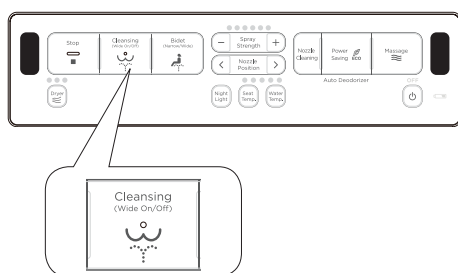 Stop
Cleansing
(Wide On/Off)
Bidet
(Narrow/Wide)
− Spray Strength +
< Nozzle Position >
Nozzle
Cleaning
Power
Saving ECO
Massage
Auto Deodorizer
OFF
Dryer
Night
Light
Seat
Temp.
Water
Temp.
Cleansing
(Wide On/Off)